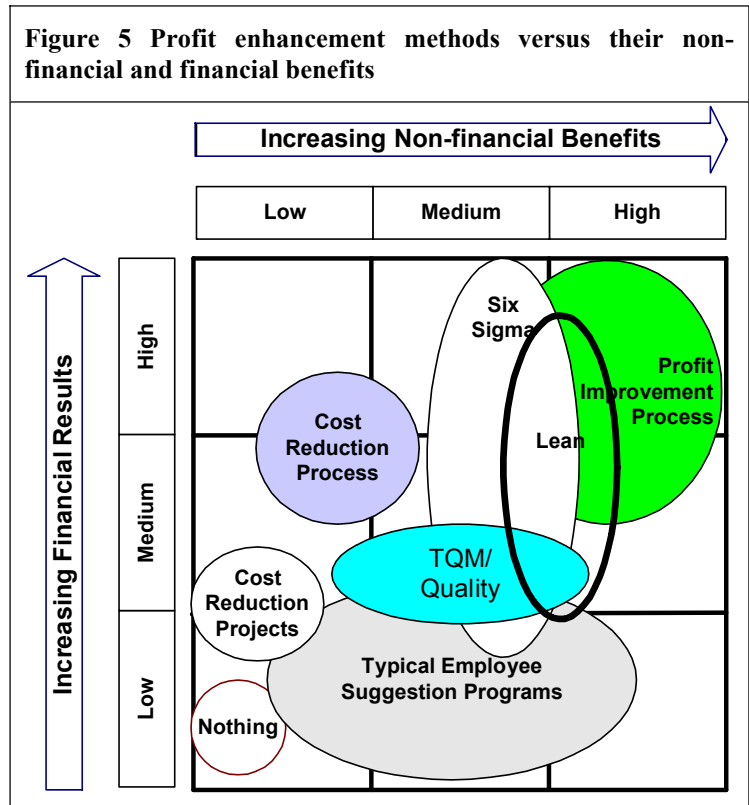 Figure 5 Profit enhancement methods versus their non-
financial and financial benefits
Increasing Non-financial Benefits
Low
Medium
High
Increasing Financial Results
High
Medium
Low
Six
Sigma
Profit
Improvement
Process
Cost
Reduction
Process
Lean
TQM/
Quality
Cost
Reduction
Projects
Typical Employee
Suggestion Programs
Nothing